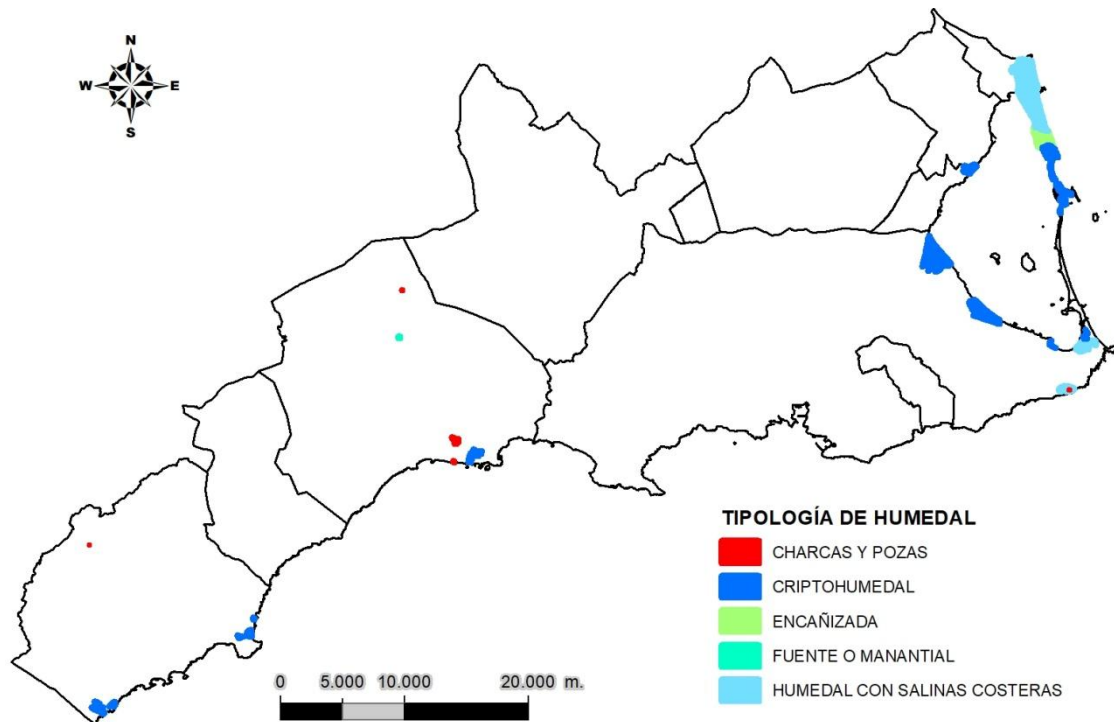 N
W E
S
TIPOLOGÍA DE HUMEDAL
CHARCAS Y POZAS
CRIPTOHUMEDAL
ENCAÑIZADA
FUENTE O MANANTIAL
HUMEDAL CON SALINAS COSTERAS
0 5.000 10.000 20.000 m.